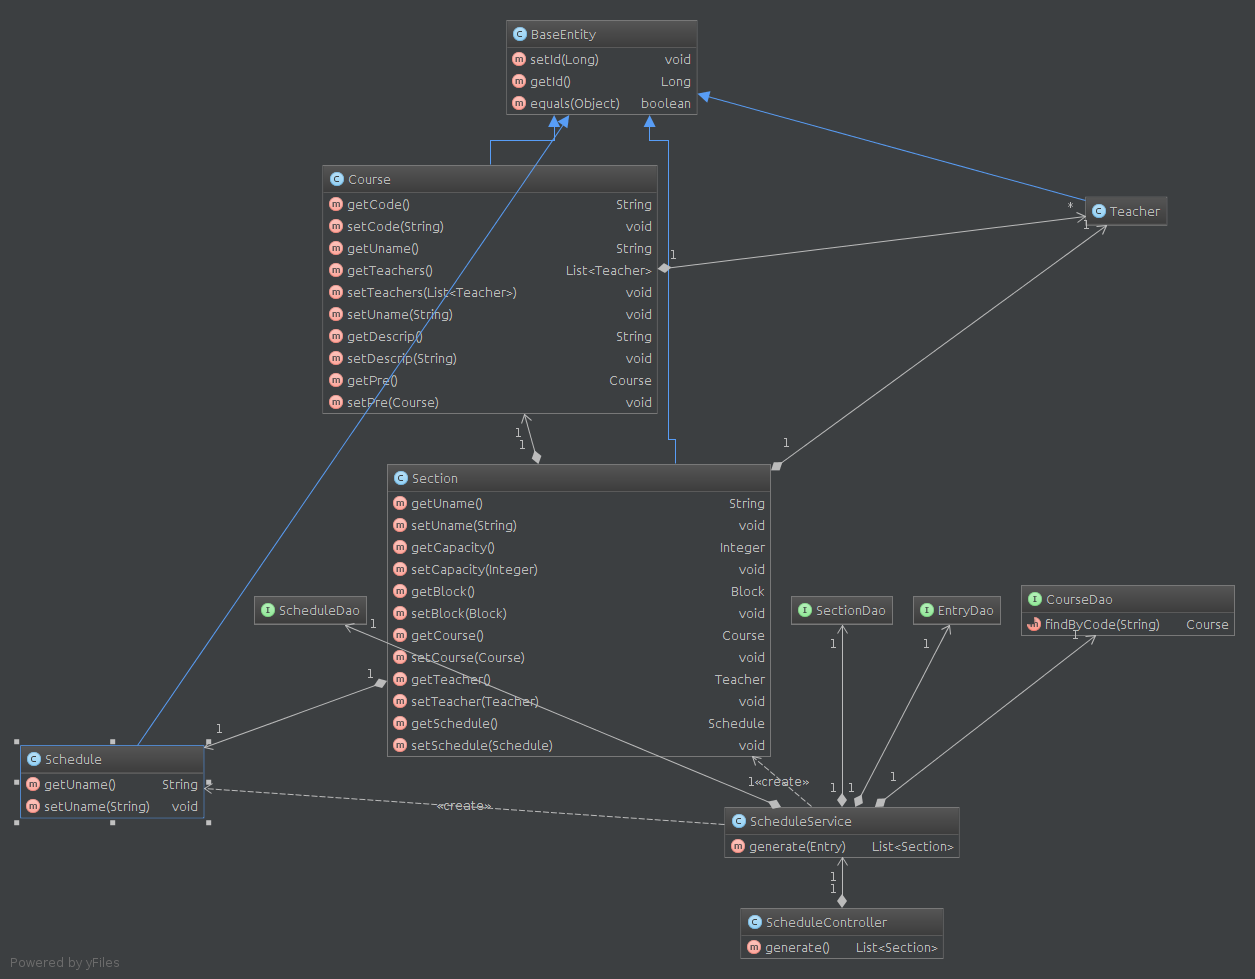 BaseEntity
setId(Long) void
getId() Long
equals(Object) boolean
Course
getCode() String
setCode(String) void
getUname() String
getTeachers() List<Teacher>
setTeachers(List<Teacher>) void
setUname(String) void
getDescrip() String
setDescrip(String) void
getPre() Course
setPre(Course) void
Teacher
*
1
1
1
1
1
Section
getUname() String
setUname(String) void
getCapacity() Integer
setCapacity(Integer) void
getBlock() Block
setBlock(Block) void
getCourse() Course
setCourse(Course) void
getTeacher() Teacher
setTeacher(Teacher) void
getSchedule() Schedule
setSchedule(Schedule) void
ScheduleDao
1
SectionDao
EntryDao
CourseDao
findByCode(String) Course
1
1
1
1
1
Schedule
getUname() String
setUname(String) void
«create»
1«create»
1
1
1
ScheduleService
generate(Entry) List<Section>
1
1
ScheduleController
generate() List<Section>
Powered by yFiles